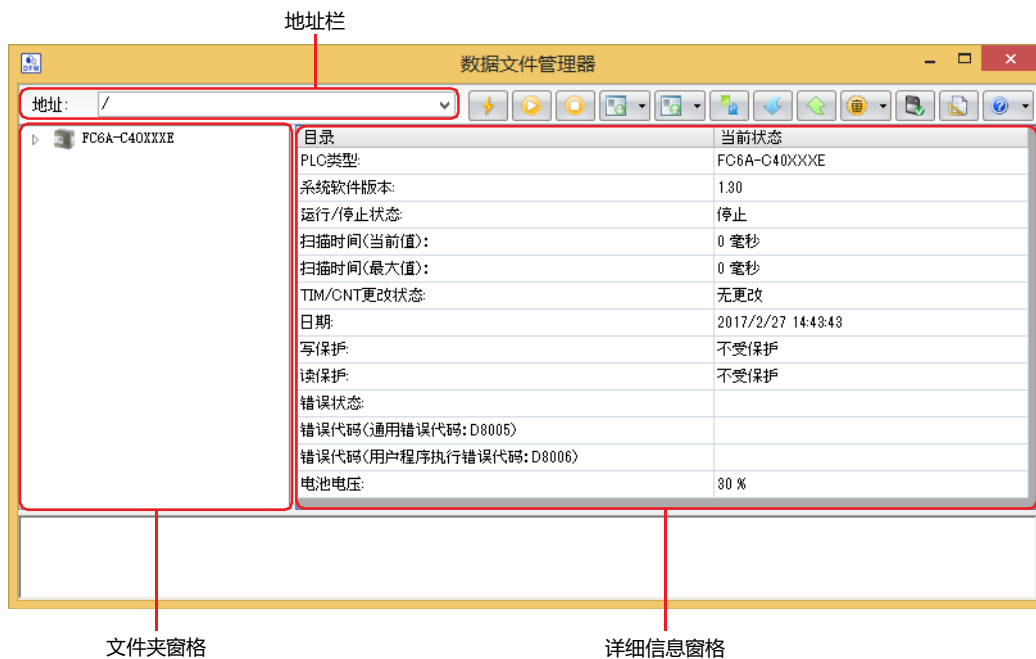 地址栏
DFM
数据文件管理器
地址: /
FC6A-C40XXXE
目录 当前状态
PLC类型: FC6A-C40XXXE
系统软件版本: 1.30
运行/停止状态: 停止
扫描时间(当前值): 0 毫秒
扫描时间(最大值): 0 毫秒
TIM/CNT更改状态: 无更改
日期: 2017/2/27 14:43:43
写保护: 不受保护
读保护: 不受保护
错误状态:
错误代码(通用错误代码:D8005)
错误代码(用户程序执行错误代码:D8006)
电池电压: 30 %
文件夹窗格 详细信息窗格